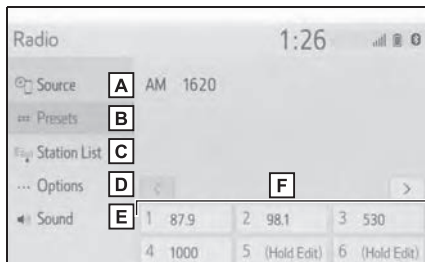 Radio 1:26
Source A AM 1620
Presets B
Station List C
... Options D F >
Sound E 1 87.9 2 98.1 3 530
4 1000 5 (Hold Edit) 6 (Hold Edit)